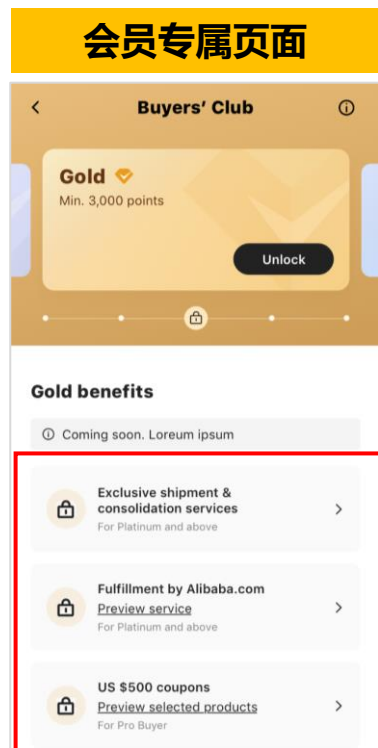 会员专属页面
Buyers’ Club
Gold
Min. 3,000 points
Unlock
Gold benefits
Coming soon. Loreum ipsum
Exclusive shipment &
consolidation services
For Platinum and above
Fulfillment by Alibaba.com
Preview service
For Platinum and above
US $500 coupons
Preview selected products
For Pro Buyer